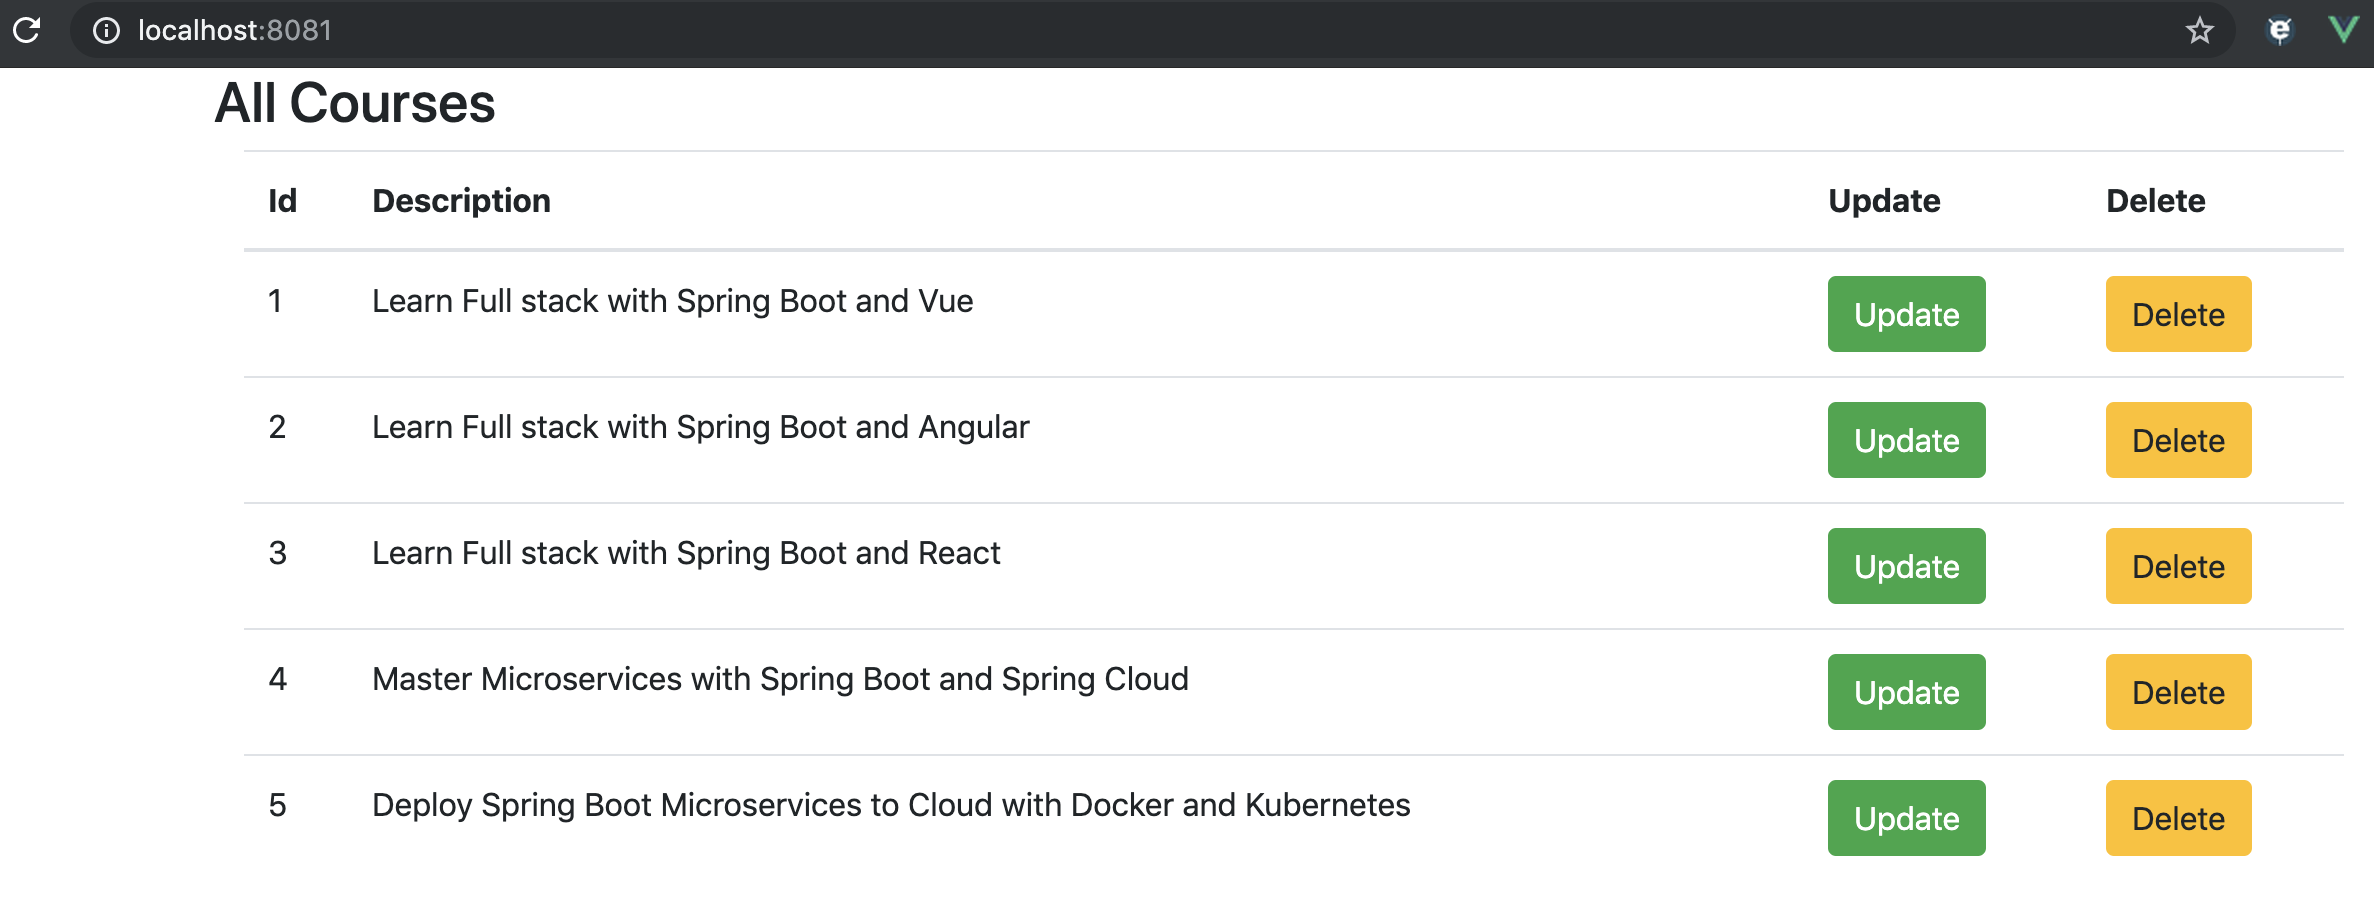 localhost:8081
All Courses
Id Description Update Delete
1 Learn Full stack with Spring Boot and Vue Update Delete
2 Learn Full stack with Spring Boot and Angular Update Delete
3 Learn Full stack with Spring Boot and React Update Delete
4 Master Microservices with Spring Boot and Spring Cloud Update Delete
5 Deploy Spring Boot Microservices to Cloud with Docker and Kubernetes Update Delete